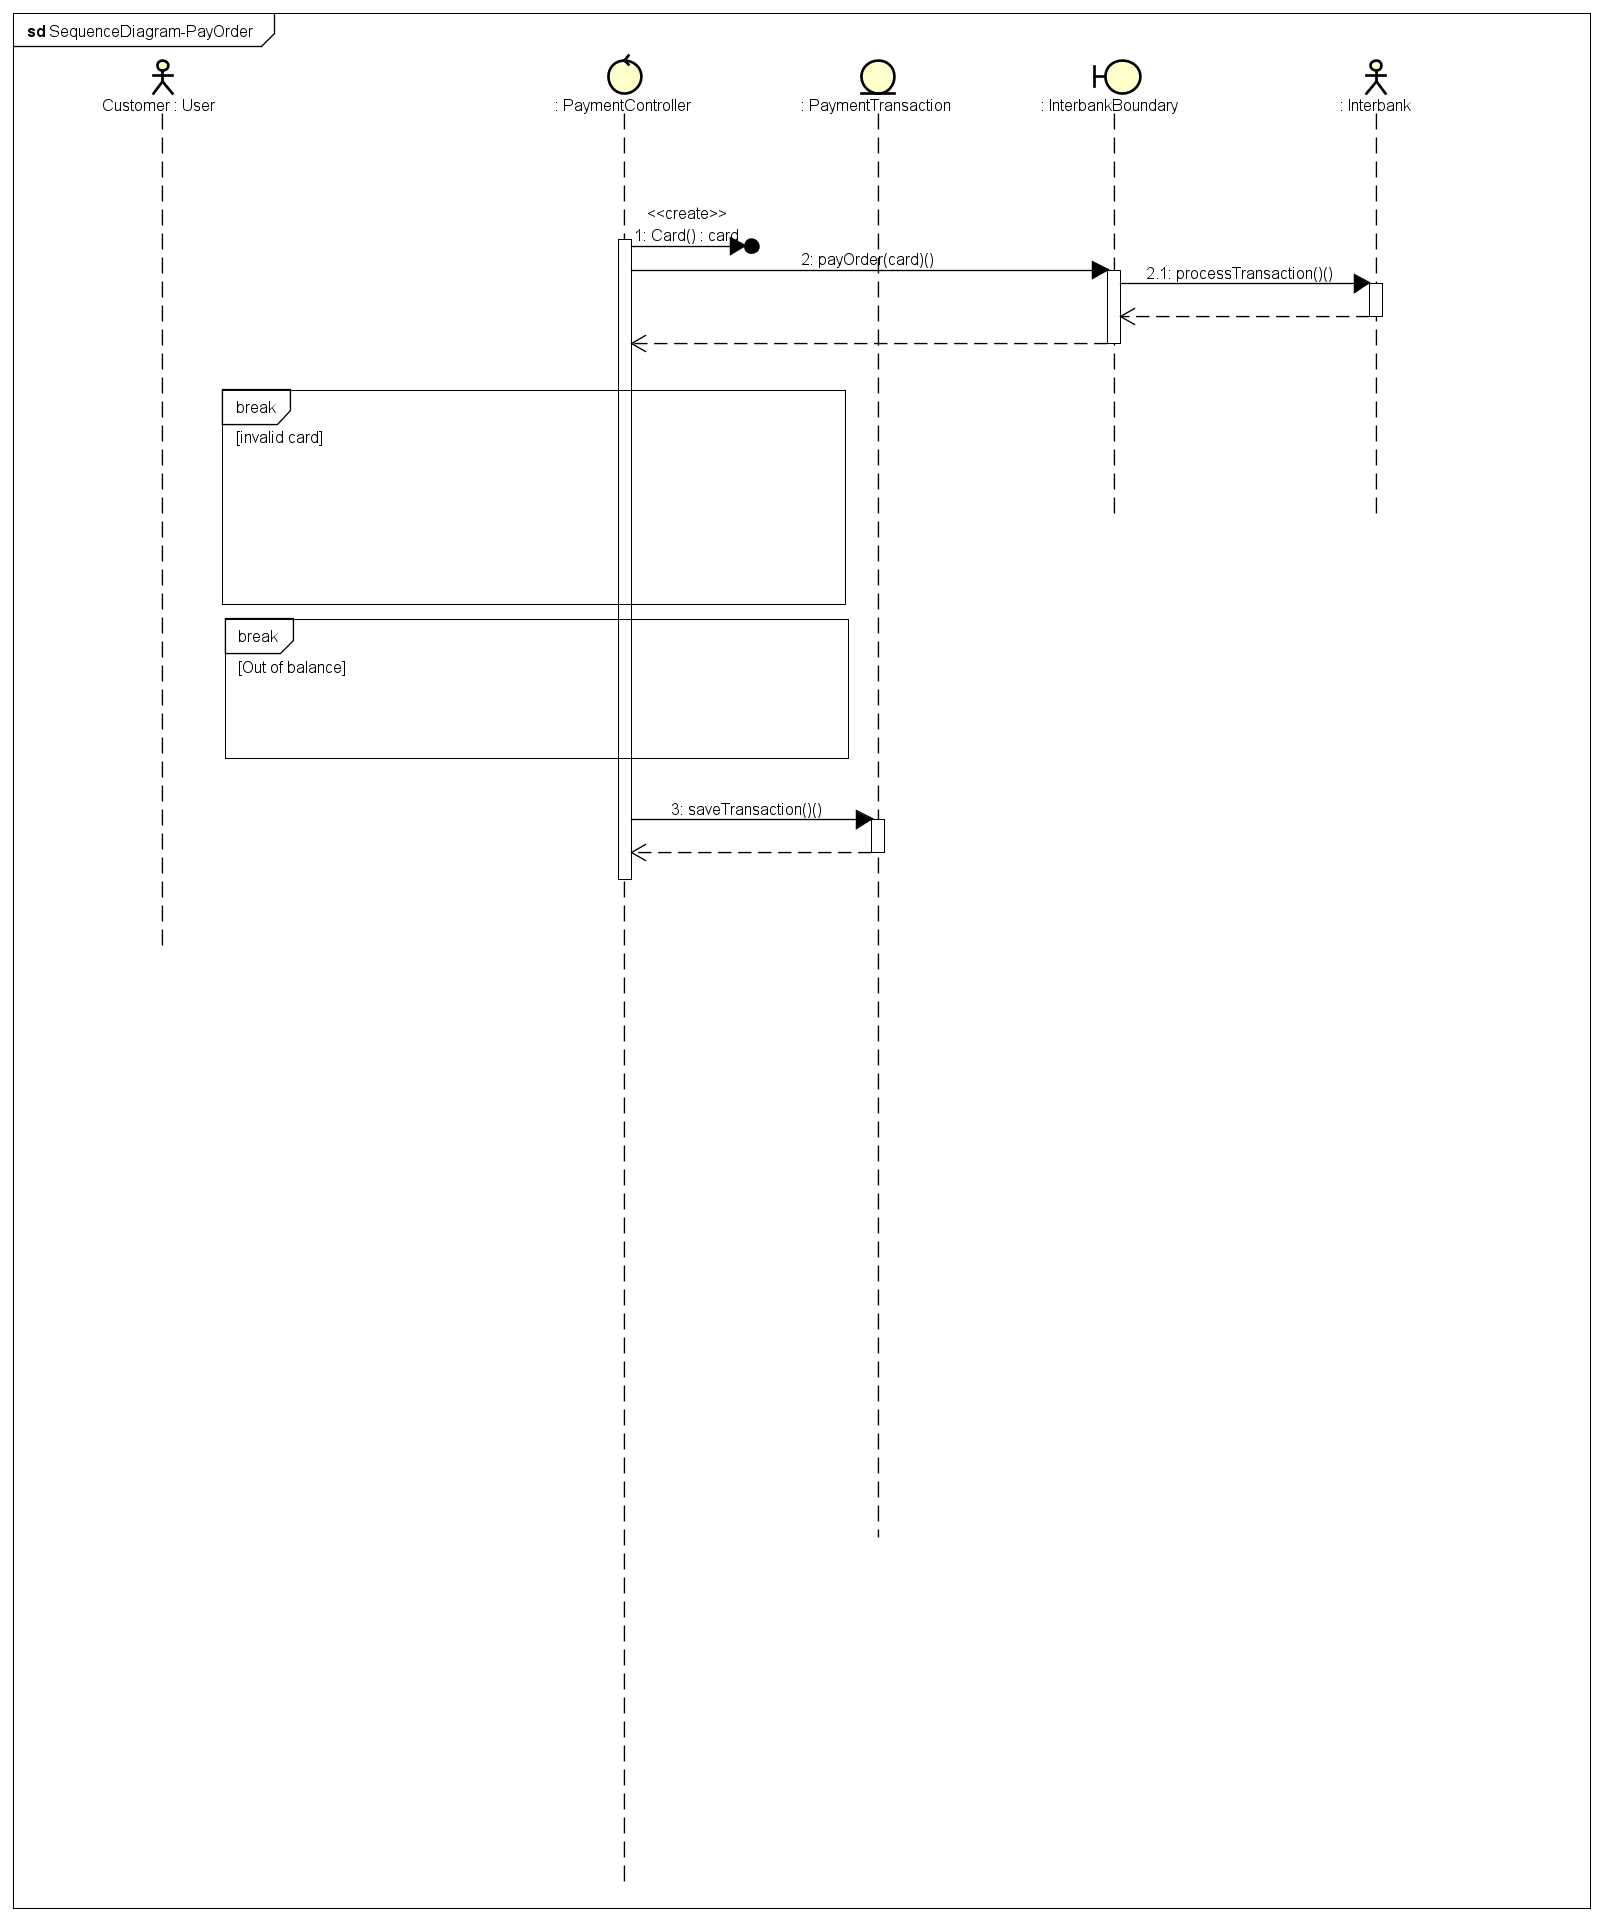 sd SequenceDiagram-PayOrder
Customer : User
: PaymentController
: PaymentTransaction
: InterbankBoundary
: Interbank
<<create>>
1: Card() : card
2: payOrder(card)()
2.1: processTransaction()()
break
[invalid card]
break
[Out of balance]
3: saveTransaction()()